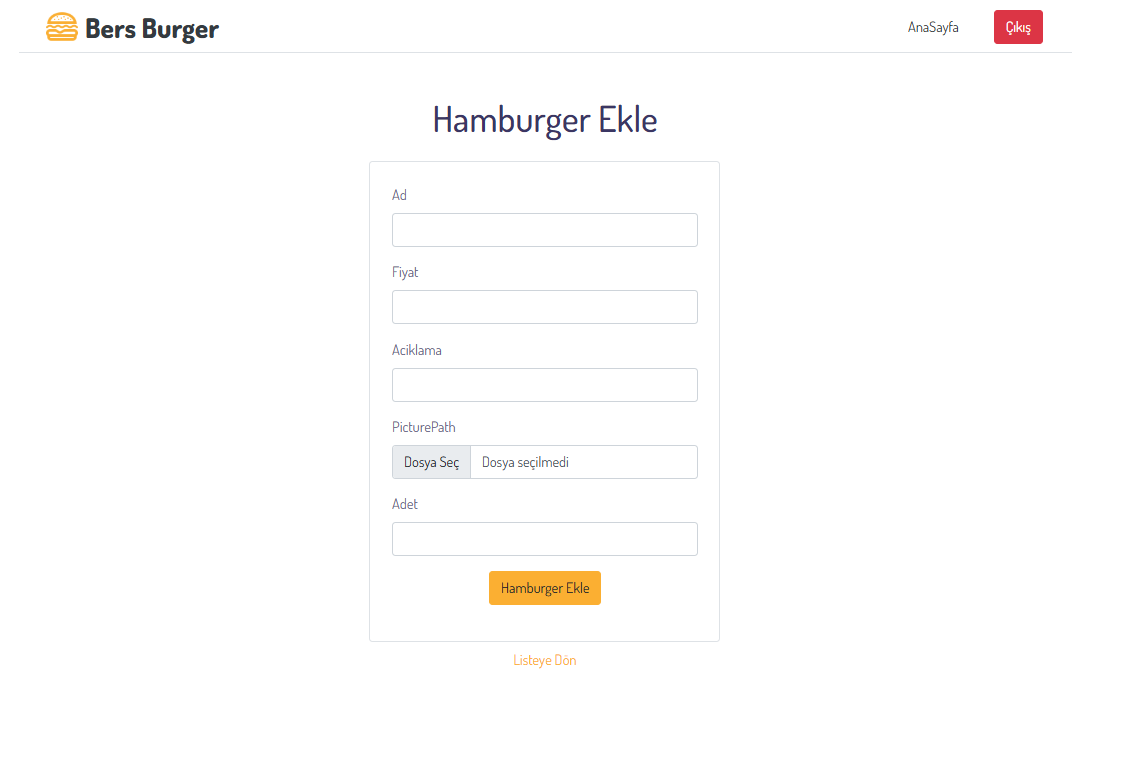 Bers Burger
AnaSayfa
Çıkış
Hamburger Ekle
Ad
Fiyat
Aciklama
PicturePath
Dosya Seç Dosya seçilmedi
Adet
Hamburger Ekle
Listeye Dön